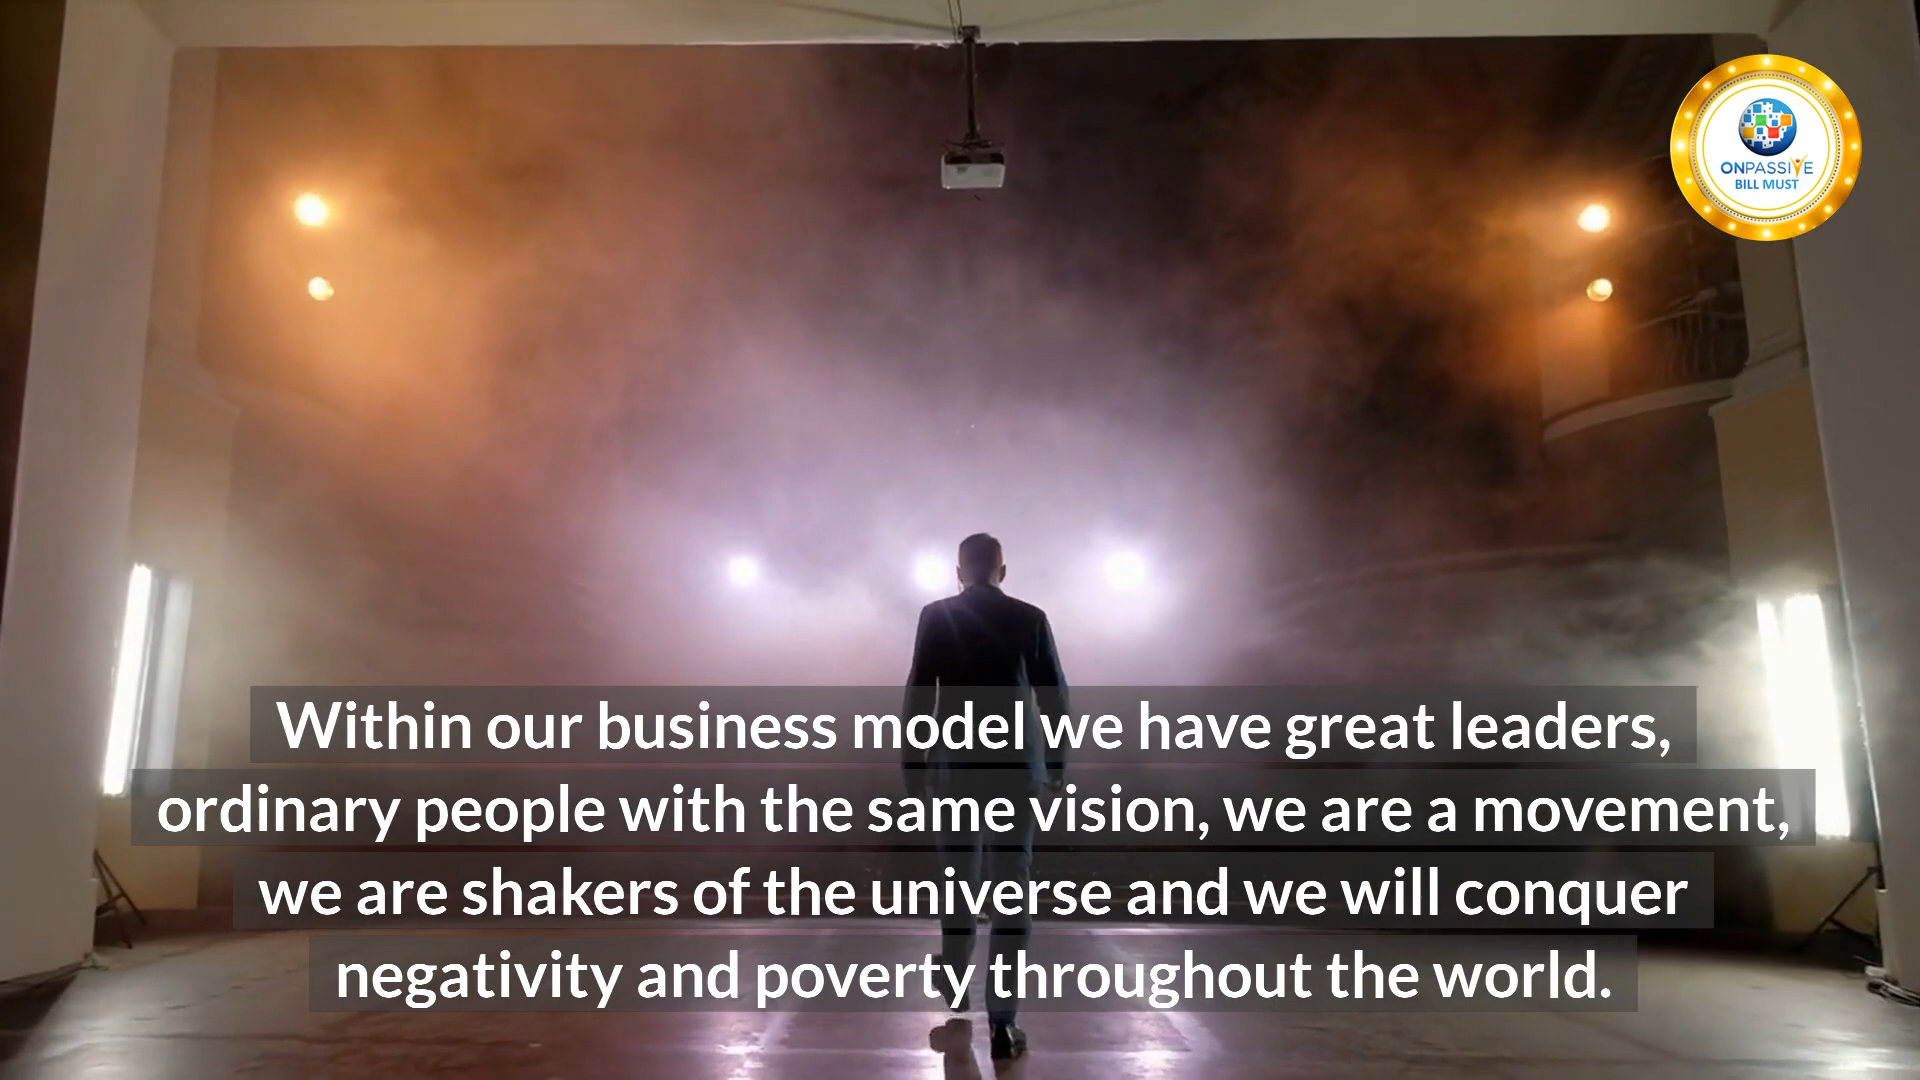 ONPASSIVE
BILL MUST
Within our business model we have great leaders,
ordinary people with the same vision, we are a movement,
we are shakers of the universe and we will conquer
negativity and poverty throughout the world.